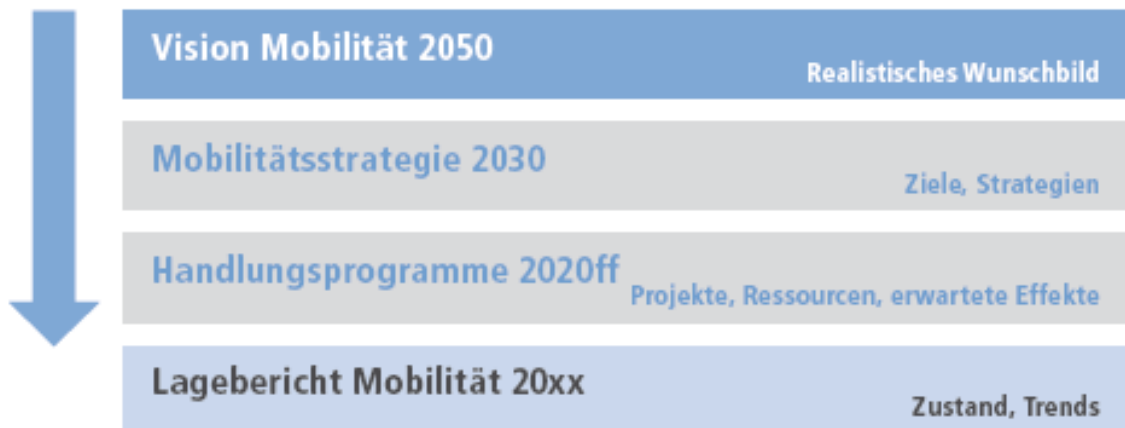 Vision Mobilität 2050
Realistisches Wunschbild
Mobilitätsstrategie 2030
Ziele, Strategien
Handlungsprogramme 2020ff
Projekte, Ressourcen, erwartete Effekte
Lagebericht Mobilität 20xx
Zustand, Trends